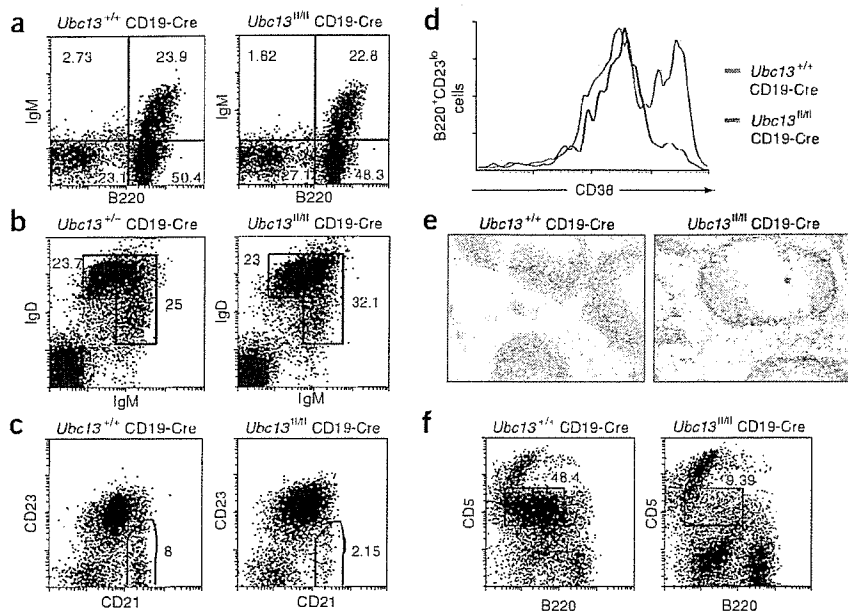 a
Ubc13+/+ CD19-Cre
Ubc13fl/fl CD19-Cre
2.73
23.9
1.62
22.8
IgM
IgM
23.1
50.4
7.1
48.3
B220
B220
b
Ubc13+/− CD19-Cre
Ubc13fl/fl CD19-Cre
23.7
25
23
32.1
IgD
IgD
IgM
IgM
c
Ubc13+/+ CD19-Cre
Ubc13fl/fl CD19-Cre
CD23
CD23
8
2.15
CD21
CD21
d
B220+CD23lo
cells
CD38
Ubc13+/+
CD19-Cre
Ubc13fl/fl
CD19-Cre
e
Ubc13+/+ CD19-Cre
Ubc13fl/fl CD19-Cre
f
Ubc13+/+ CD19-Cre
Ubc13fl/fl CD19-Cre
48.4
9.39
CD5
CD5
B220
B220